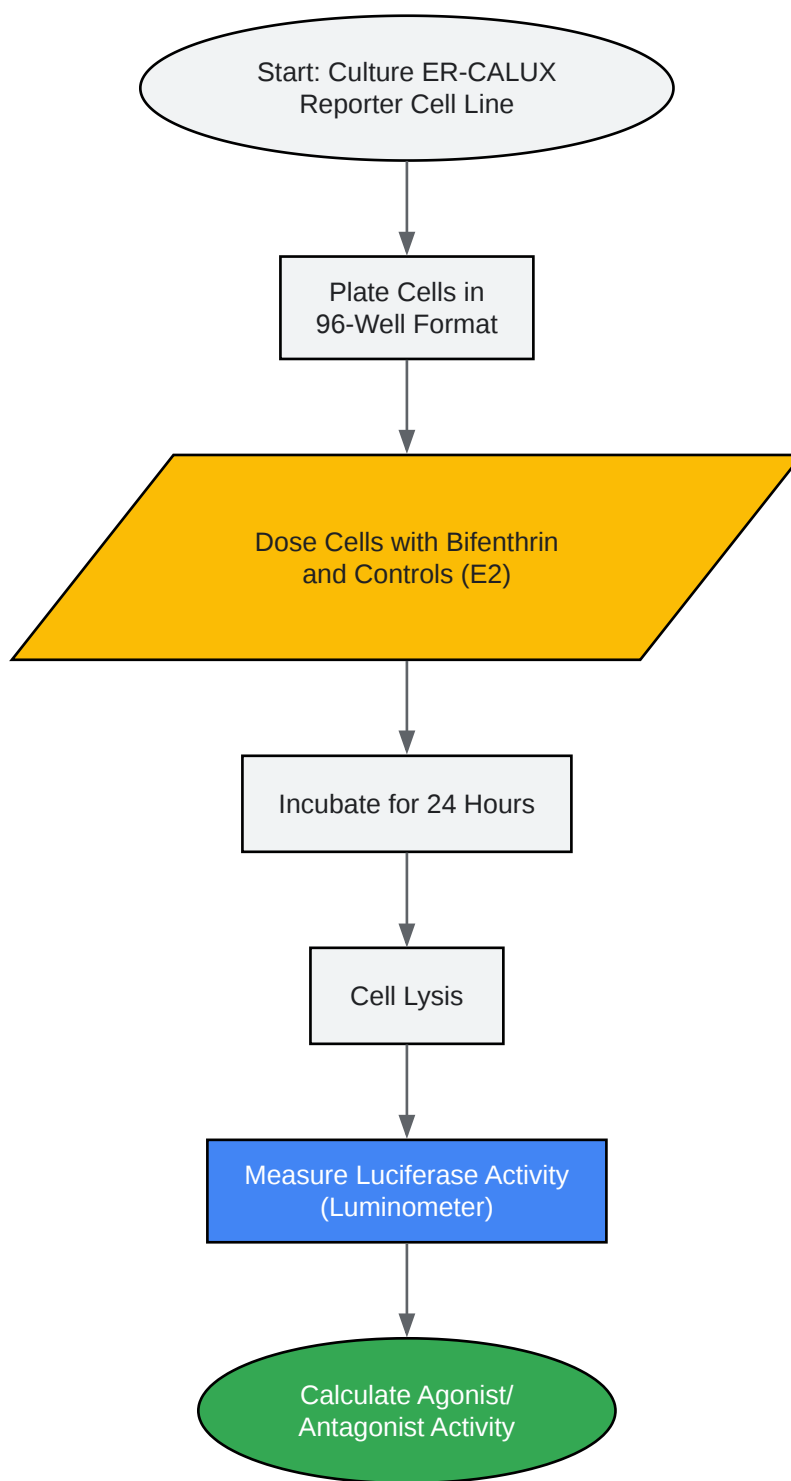 Start: Culture ER-CALUX
Reporter Cell Line
Plate Cells in
96-Well Format
Dose Cells with Bifenthrin
and Controls (E2)
Incubate for 24 Hours
Cell Lysis
Measure Luciferase Activity
(Luminometer)
Calculate Agonist/
Antagonist Activity